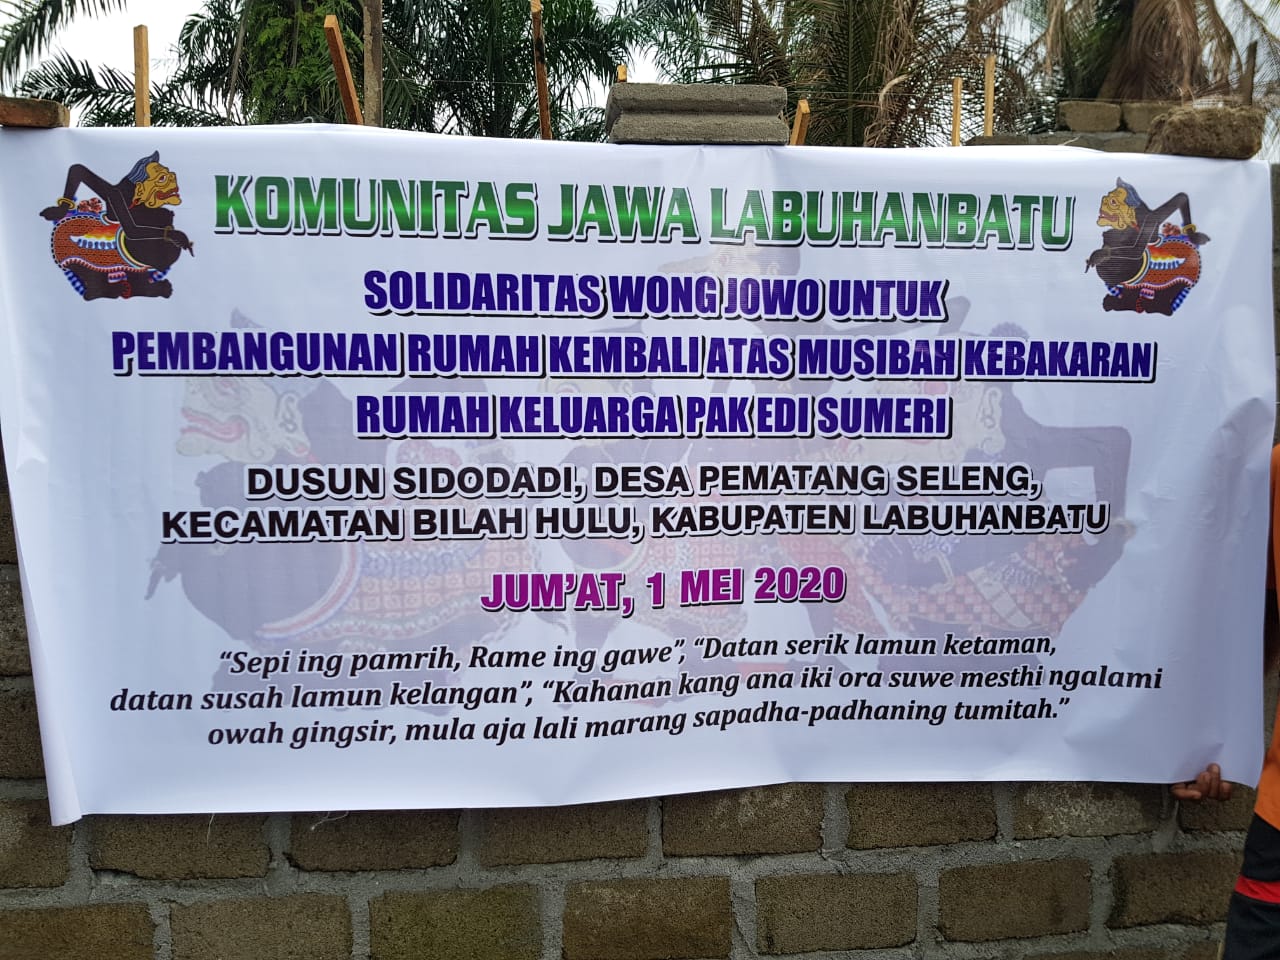 KOMUNITAS JAWA LABUHANBATU
SOLIDARITAS WONG JOWO UNTUK
PEMBANGUNAN RUMAH KEMBALI ATAS MUSIBAH KEBAKARAN
RUMAH KELUARGA PAK EDI SUMERI
DUSUN SIDODADI, DESA PEMATANG SELENG,
KECAMATAN BILAH HULU, KABUPATEN LABUHANBATU
JUM'AT, 1 MEI 2020
“Sepi ing pamrih, Rame ing gawe”, “Datan serik lamun ketaman,
datan susah lamun kelangan”, “Kahanan kang ana iki ora suwe mesthi ngalami
owah gingsir, mula aja lali marang sapadha-padhaning tumitah.”